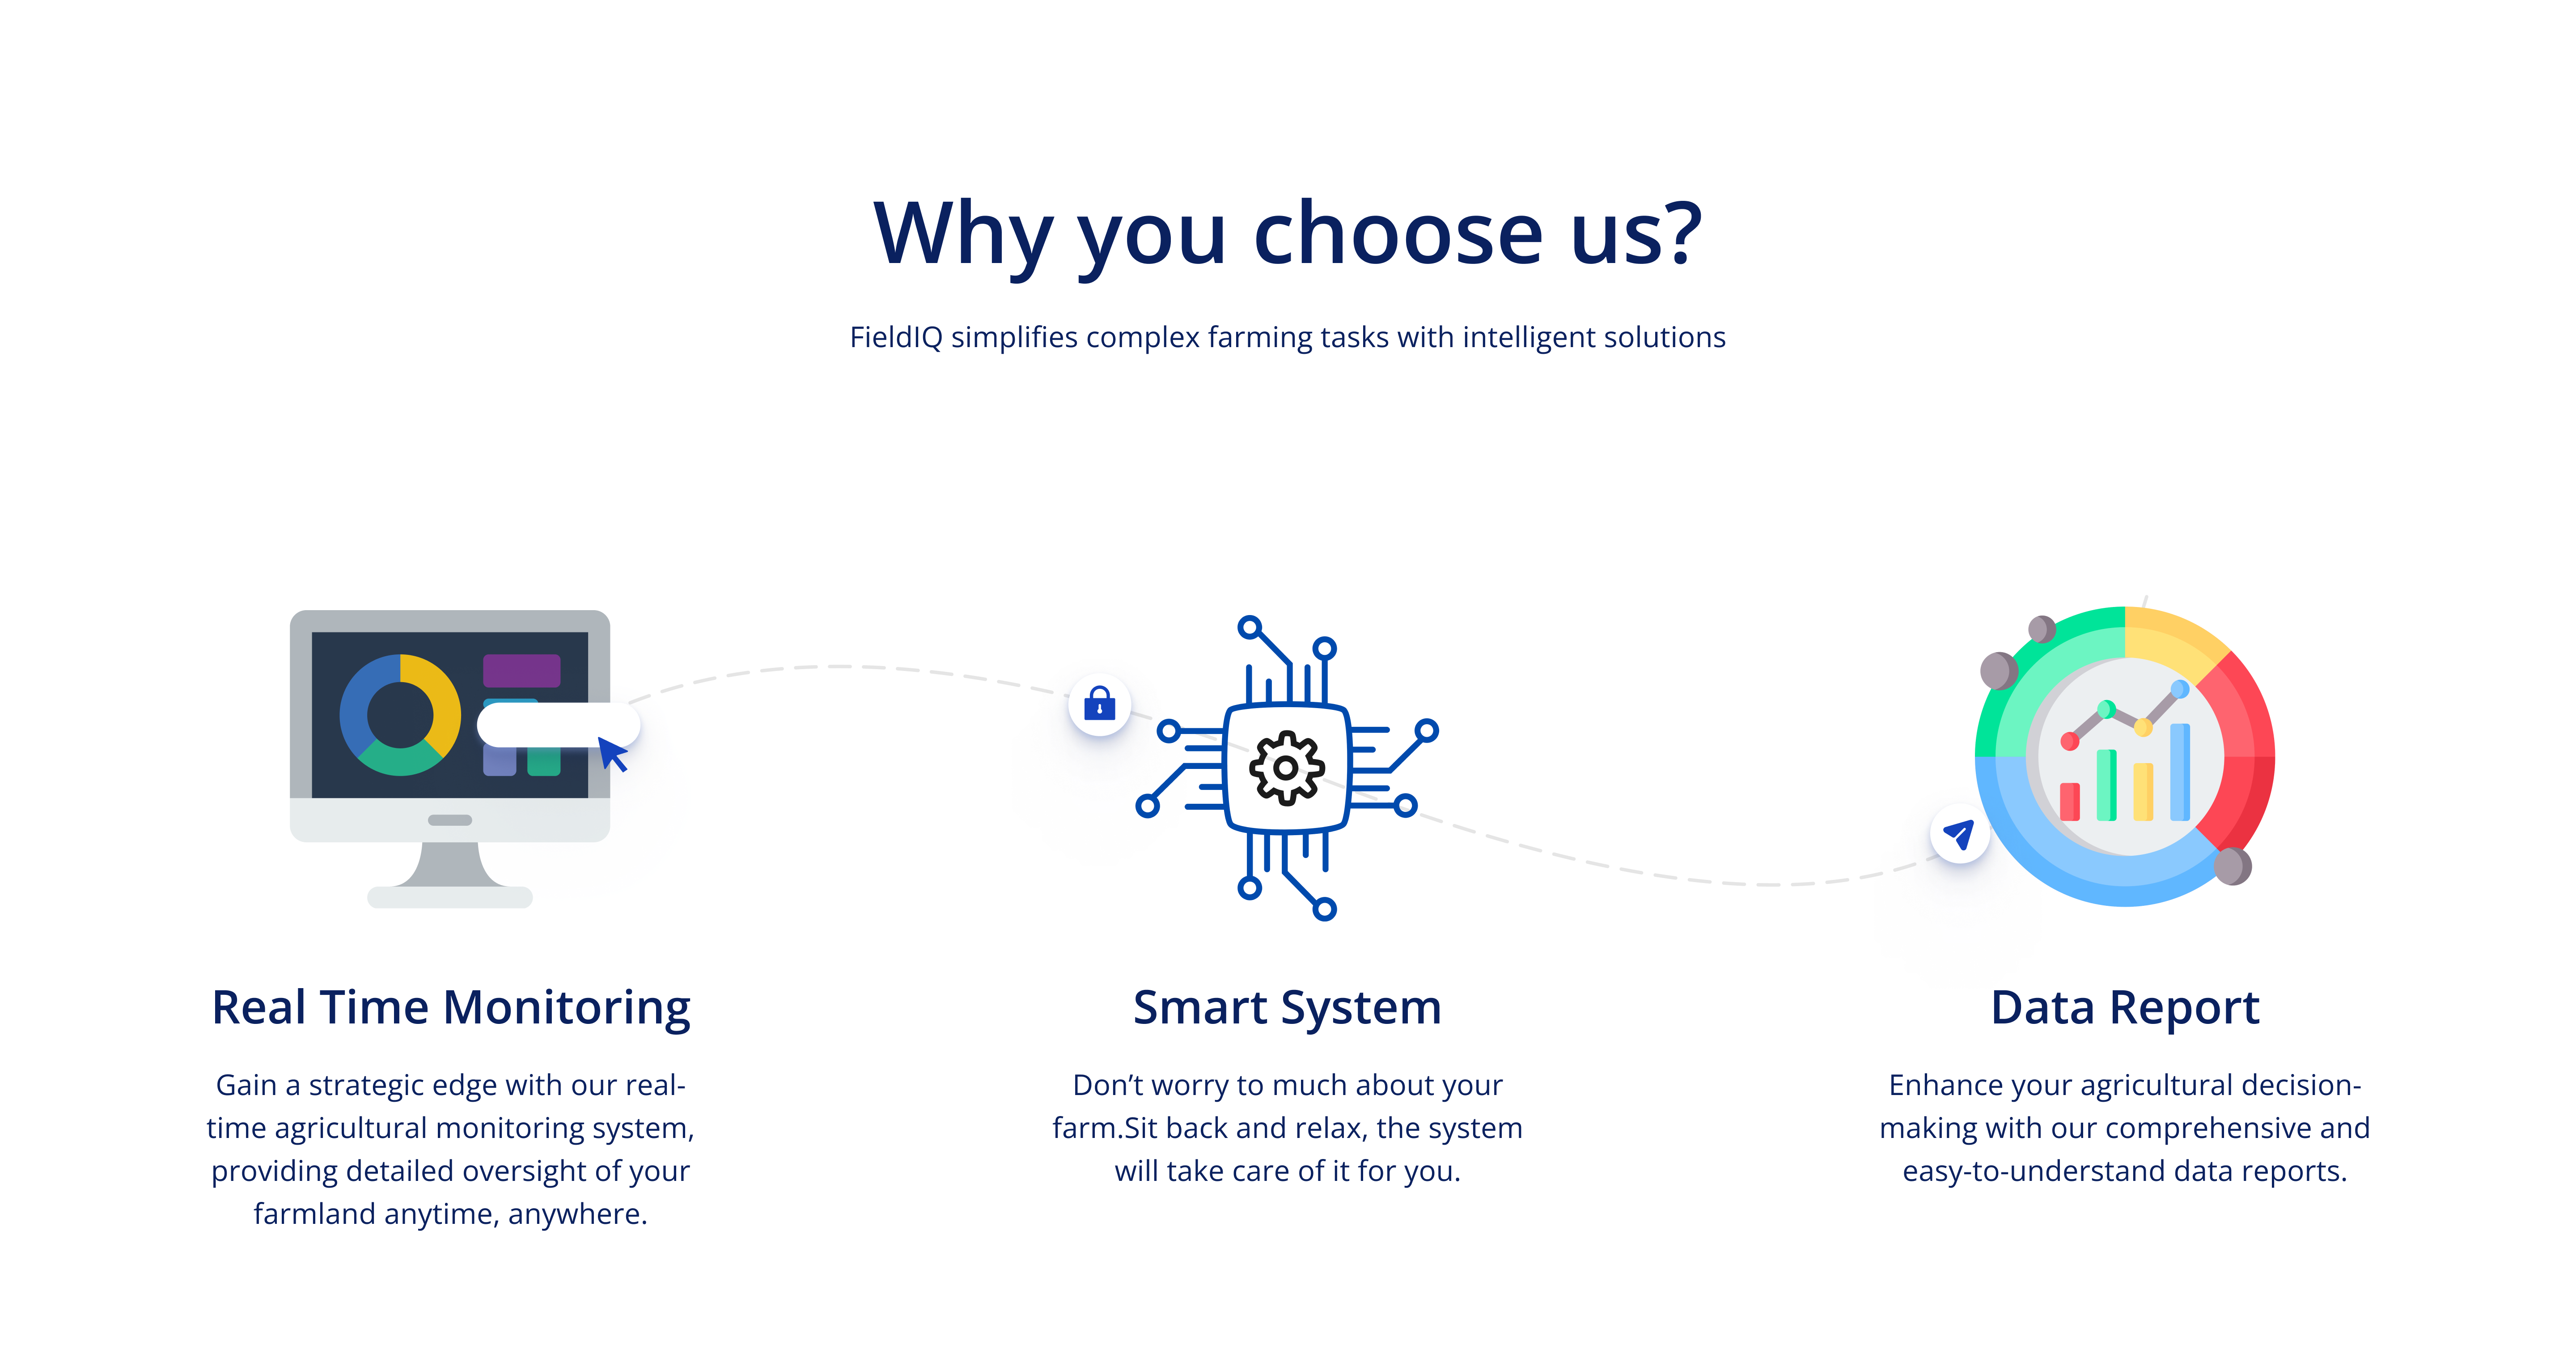 Why you choose us?
FieldIQ simplifies complex farming tasks with intelligent solutions
Real Time Monitoring
Gain a strategic edge with our real-
time agricultural monitoring system,
providing detailed oversight of your
farmland anytime, anywhere.
Smart System
Don’t worry to much about your
farm.Sit back and relax, the system
will take care of it for you.
Data Report
Enhance your agricultural decision-
making with our comprehensive and
easy-to-understand data reports.